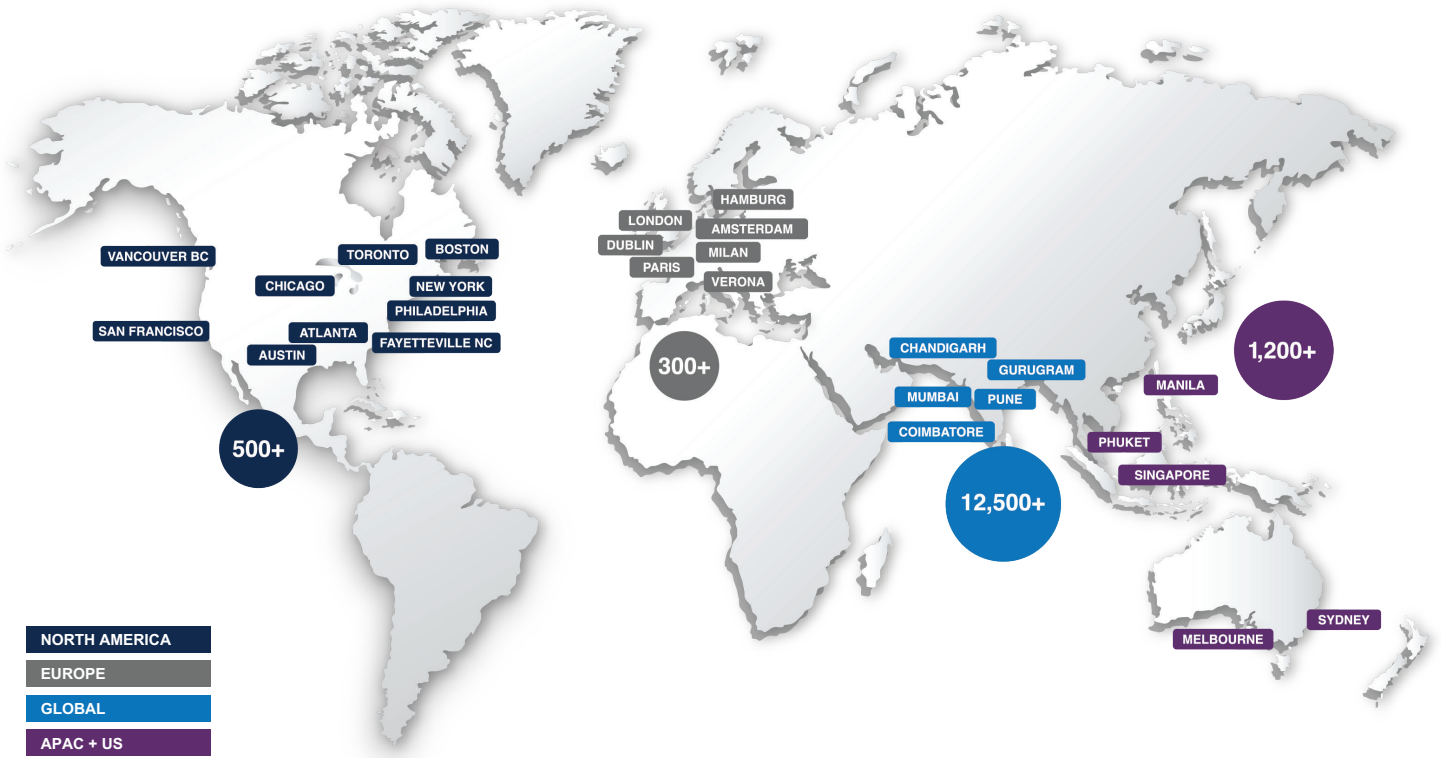 HAMBURG
LONDON
AMSTERDAM
DUBLIN
MILAN
PARIS
VERONA
VANCOUVER BC
TORONTO
BOSTON
CHICAGO
NEW YORK
PHILADELPHIA
SAN FRANCISCO
ATLANTA
FAYETTEVILLE NC
AUSTIN
500+
300+
CHANDIGARH
GURUGRAM
MUMBAI
PUNE
COIMBATORE
12,500+
1,200+
MANILA
PHUKET
SINGAPORE
SYDNEY
MELBOURNE
NORTH AMERICA
EUROPE
GLOBAL
APAC + US